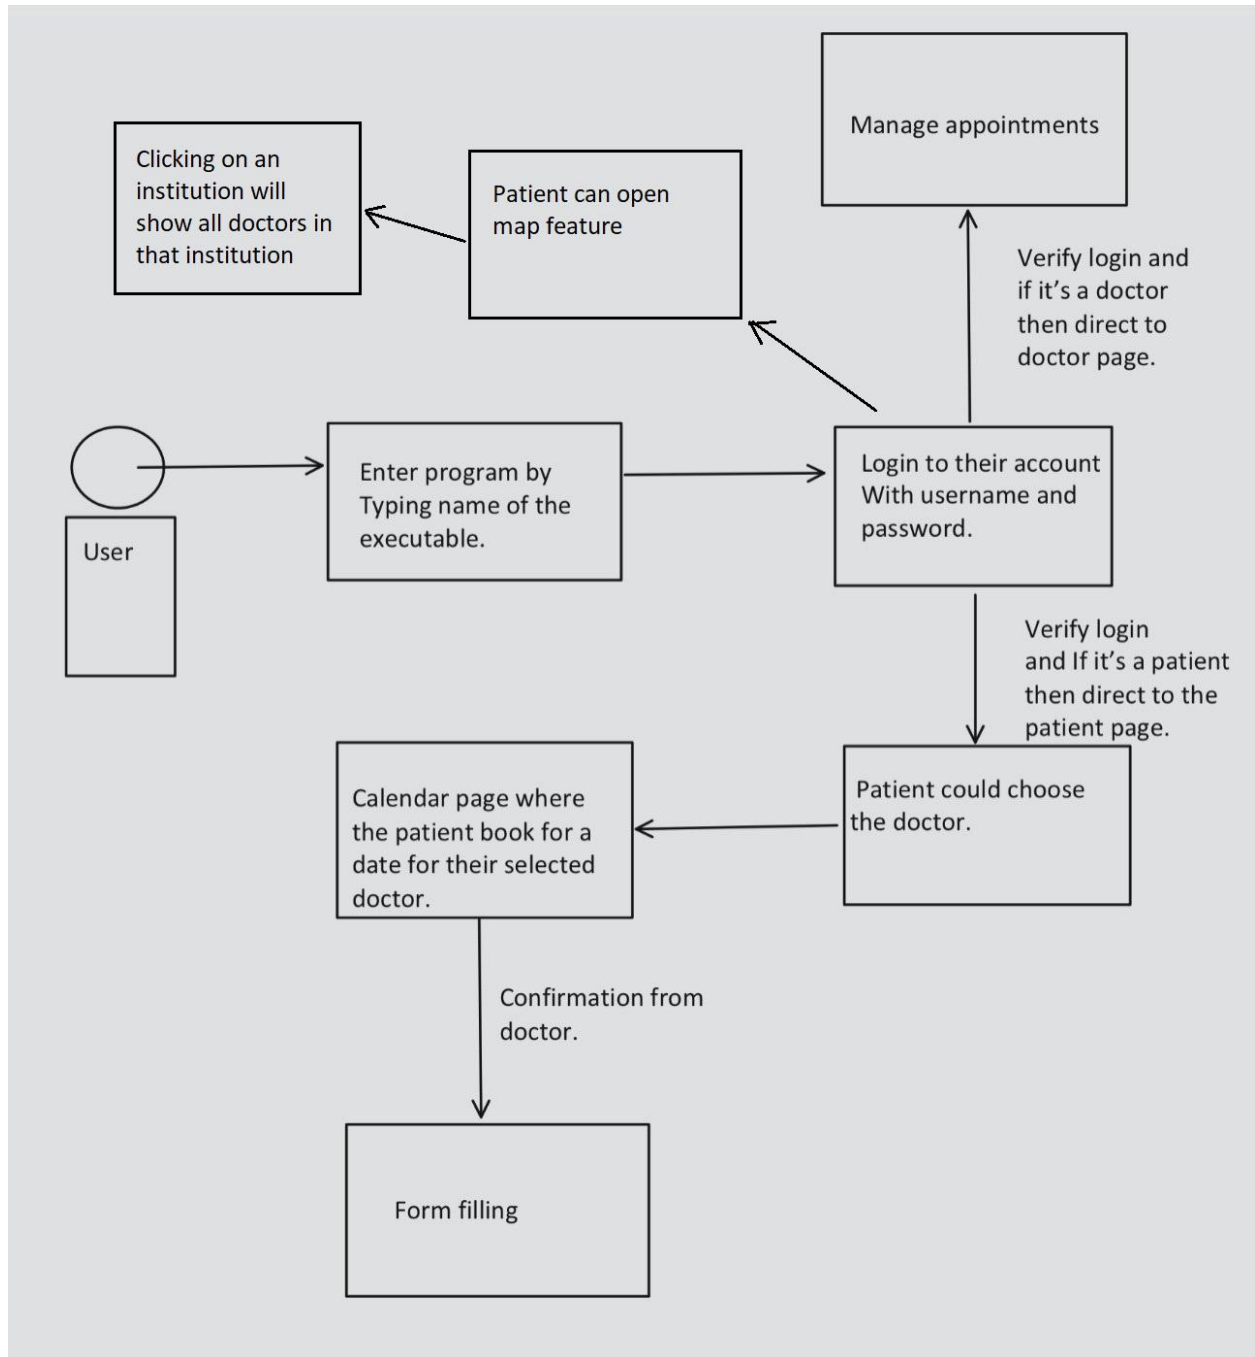 Manage appointments
Clicking on an
institution will
show all doctors in
that institution
Patient can open
map feature
Verify login and
if it’s a doctor
then direct to
doctor page.
User
Enter program by
Typing name of the
executable.
Login to their account
With username and
password.
Verify login
and If it’s a patient
then direct to the
patient page.
Patient could choose
the doctor.
Calendar page where
the patient book for a
date for their selected
doctor.
Confirmation from
doctor.
Form filling